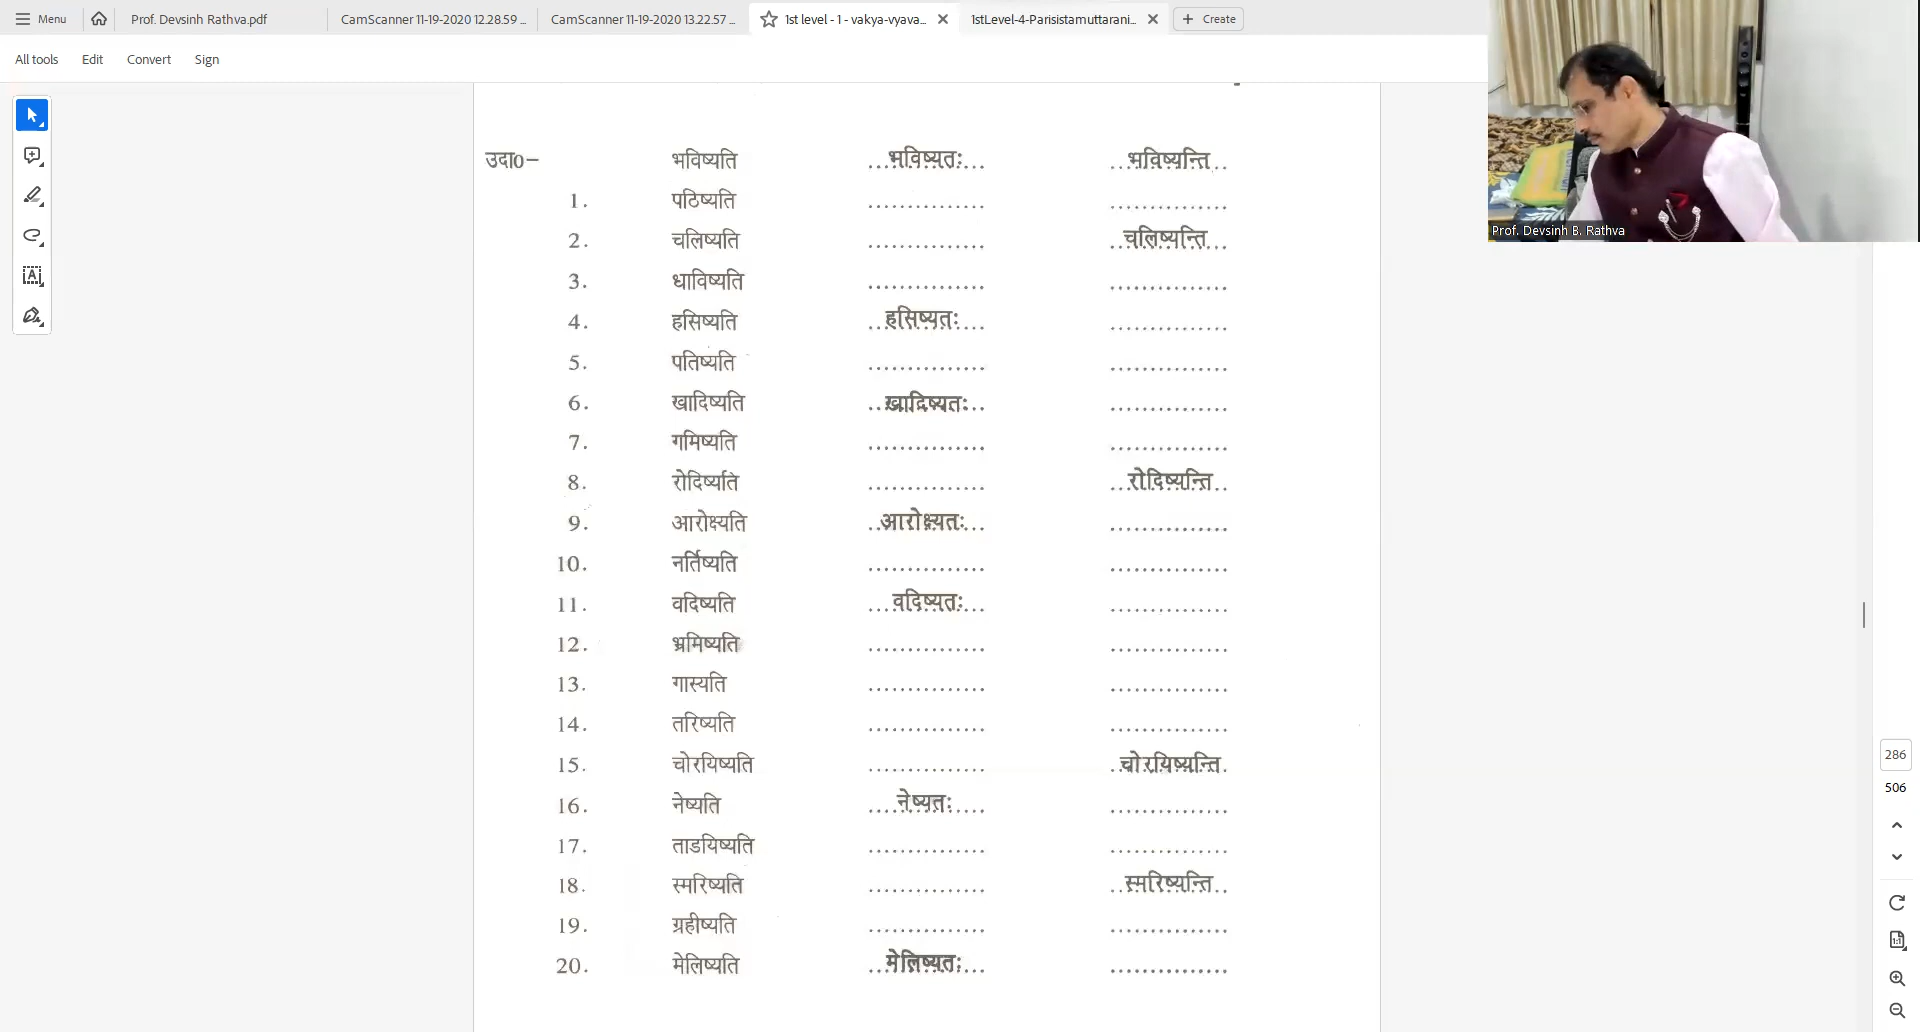 Menu Prof. Devsinh Rathva.pdf CamScanner 11-19-2020 12.28.59 ... CamScanner 11-19-2020 13.22.57 ... 1st level - 1 - vakya-vyava... 1stLevel-4-Parisistamuttarani... Create
All tools Edit Convert Sign
Prof. Devsinh B. Rathva
उदा0– भविष्यति ...भविष्यतः... ...भविष्यन्ति...
1. पठिष्यति ............... ..............
2. चलिष्यति ............... ...चलिष्यन्ति...
3. धाविष्यति ............... ..............
4. हसिष्यति ...हसिष्यतः... ..............
5. पतिष्यति ............... ..............
6. खादिष्यति ...खादिष्यतः... ..............
7. गमिष्यति ............... ..............
8. रोदिष्यति ............... ...रोदिष्यन्ति...
9. आरोक्ष्यति ...आरोक्ष्यतः... ..............
10. नर्तिष्यति ............... ..............
11. वदिष्यति ...वदिष्यतः... ..............
12. भ्रमिष्यति ............... ..............
13. गास्यति ............... ..............
14. तरिष्यति ............... ..............
15. चोरयिष्यति ............... ...चोरयिष्यन्ति.
16. नेष्यति ...नेष्यतः... ..............
17. ताडयिष्यति ............... ..............
18. स्मरिष्यति ............... ...स्मरिष्यन्ति...
19. ग्रहीष्यति ............... ..............
20. मेलिष्यति ...मेलिष्यतः... ..............
286
506